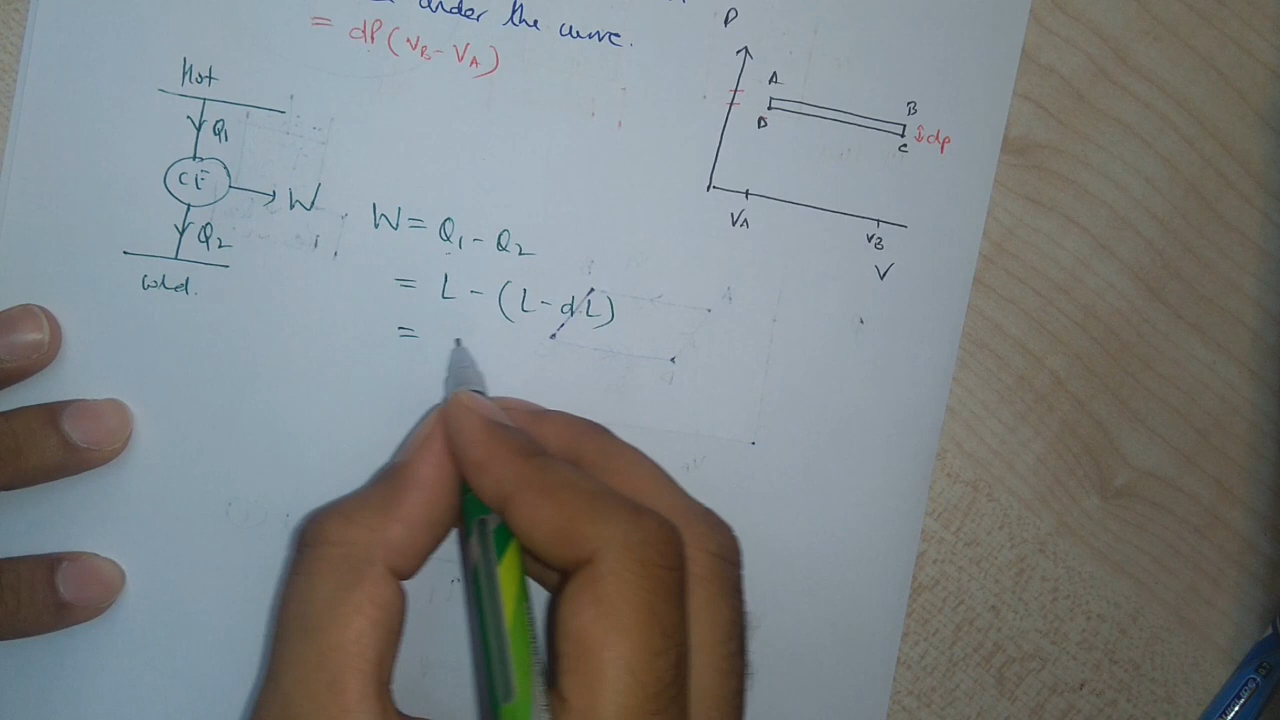 under the curve.
= dP(VB - VA)
Hot
Q1
CE
W
Q2
Cold.
W = Q1 - Q2
= L - (L - dL)
=
P
A
B
D
C
dp
VA
VB
V
A